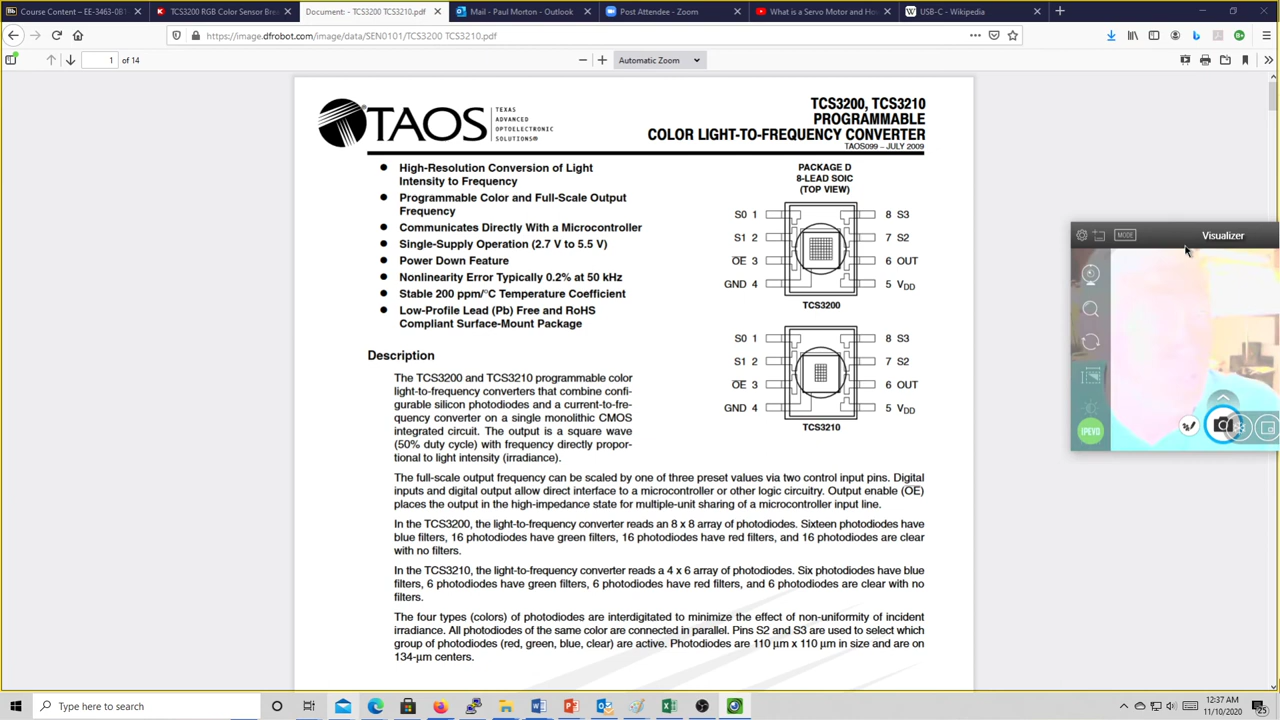 Course Content – EE-3463-0B1
TCS3200 RGB Color Sensor Break
Document: - TCS3200 TCS3210.pdf
Mail - Paul Morton - Outlook
Post Attendee - Zoom
What is a Servo Motor and Ho
USB-C - Wikipedia
https://image.dfrobot.com/image/data/SEN0101/TCS3200 TCS3210.pdf
1 of 14
Automatic Zoom
TAOS
TEXAS
ADVANCED
OPTOELECTRONIC
SOLUTIONS®
TCS3200, TCS3210
PROGRAMMABLE
COLOR LIGHT-TO-FREQUENCY CONVERTER
TAOS099 – JULY 2009
● High-Resolution Conversion of Light
Intensity to Frequency
● Programmable Color and Full-Scale Output
Frequency
● Communicates Directly With a Microcontroller
● Single-Supply Operation (2.7 V to 5.5 V)
● Power Down Feature
● Nonlinearity Error Typically 0.2% at 50 kHz
● Stable 200 ppm/°C Temperature Coefficient
● Low-Profile Lead (Pb) Free and RoHS
Compliant Surface-Mount Package
PACKAGE D
8-LEAD SOIC
(TOP VIEW)
S0 1 8 S3
S1 2 7 S2
OE 3 6 OUT
GND 4 5 VDD
TCS3200
S0 1 8 S3
S1 2 7 S2
OE 3 6 OUT
GND 4 5 VDD
TCS3210
Description
The TCS3200 and TCS3210 programmable color
light-to-frequency converters that combine confi-
gurable silicon photodiodes and a current-to-fre-
quency converter on a single monolithic CMOS
integrated circuit. The output is a square wave
(50% duty cycle) with frequency directly propor-
tional to light intensity (irradiance).
The full-scale output frequency can be scaled by one of three preset values via two control input pins. Digital
inputs and digital output allow direct interface to a microcontroller or other logic circuitry. Output enable (OE)
places the output in the high-impedance state for multiple-unit sharing of a microcontroller input line.
In the TCS3200, the light-to-frequency converter reads an 8 x 8 array of photodiodes. Sixteen photodiodes have
blue filters, 16 photodiodes have green filters, 16 photodiodes have red filters, and 16 photodiodes are clear
with no filters.
In the TCS3210, the light-to-frequency converter reads a 4 x 6 array of photodiodes. Six photodiodes have blue
filters, 6 photodiodes have green filters, 6 photodiodes have red filters, and 6 photodiodes are clear with no
filters.
The four types (colors) of photodiodes are interdigitated to minimize the effect of non-uniformity of incident
irradiance. All photodiodes of the same color are connected in parallel. Pins S2 and S3 are used to select which
group of photodiodes (red, green, blue, clear) are active. Photodiodes are 110 µm x 110 µm in size and are on
134-µm centers.
MODE
Visualizer
IPEVO
Type here to search
12:37 AM
11/10/2020
25